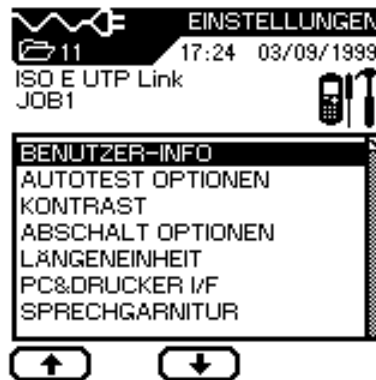 EINSTELLUNGEN
11 17:24 03/09/1999
ISO E UTP Link
JOB1
BENUTZER-INFO
AUTOTEST OPTIONEN
KONTRAST
ABSCHALT OPTIONEN
LÄNGENEINHEIT
PC&DRUCKER I/F
SPRECHGARNITUR